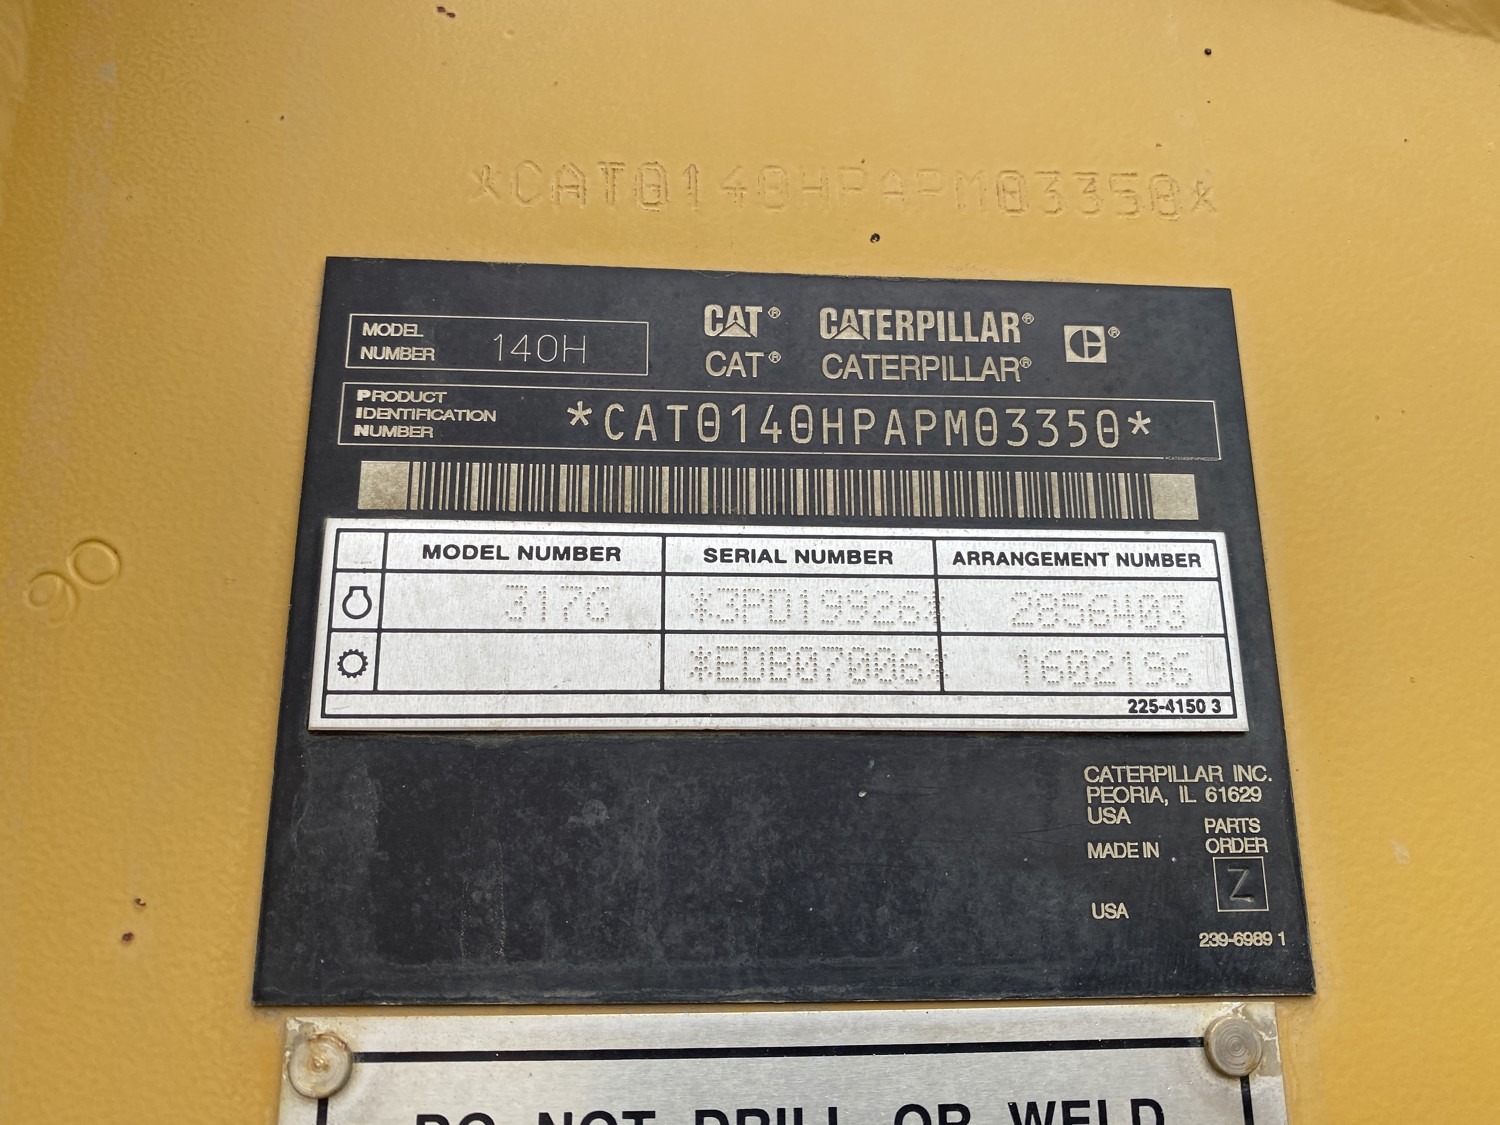 *CAT0140HPAPM03350*
MODEL NUMBER 140H
CAT® CATERPILLAR® ®
CAT® CATERPILLAR®
PRODUCT IDENTIFICATION NUMBER *CAT0140HPAPM03350*
MODEL NUMBER SERIAL NUMBER ARRANGEMENT NUMBER
317G *3PD19926* 2856403
*EDB07006* 1602196
225-4150 3
CATERPILLAR INC.
PEORIA, IL 61629
USA
PARTS
MADE IN ORDER
Z
USA
239-6989 1
90
DO NOT DRILL OR WELD